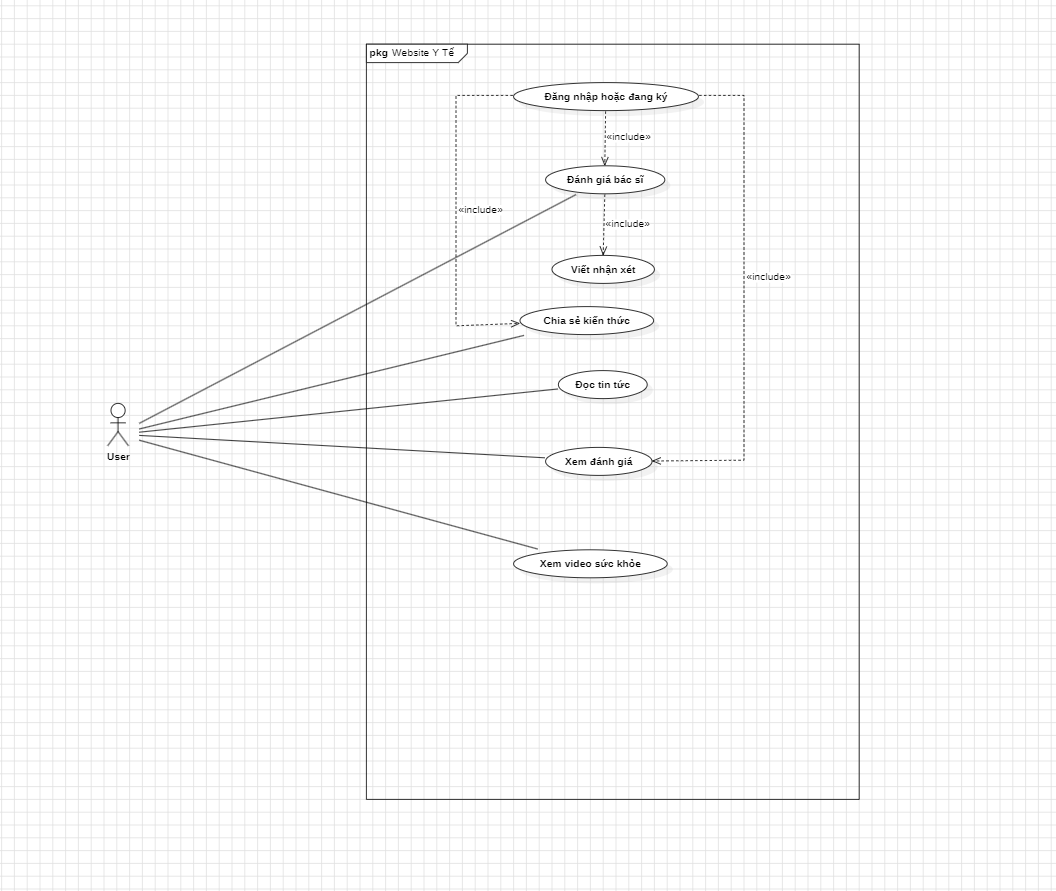 pkg Website Y Tế
Đăng nhập hoặc đang ký
«include»
Đánh giá bác sĩ
«include»
«include»
Viết nhận xét
«include»
Chia sẻ kiến thức
Đọc tin tức
User
Xem đánh giá
Xem video sức khỏe